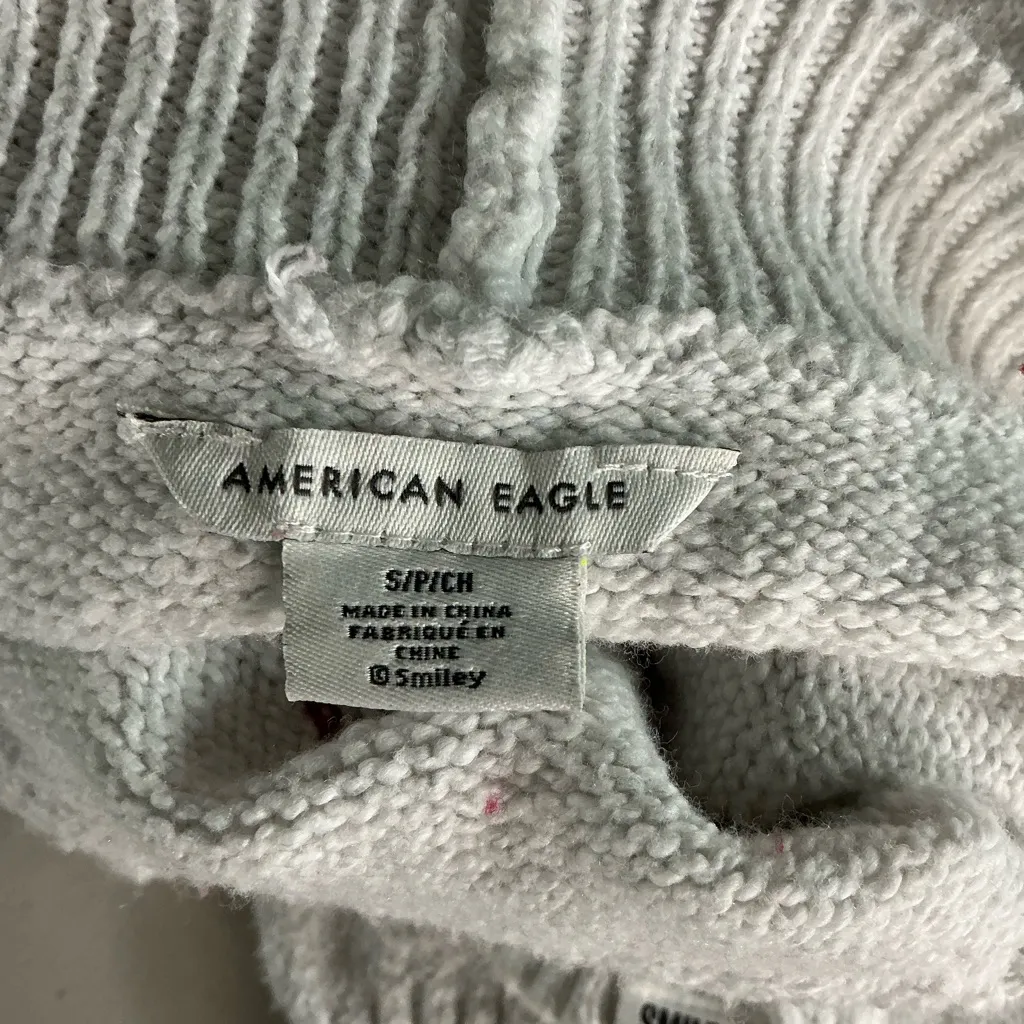 AMERICAN EAGLE
S/P/CH
MADE IN CHINA
FABRIQUÉ EN
CHINE
©Smiley